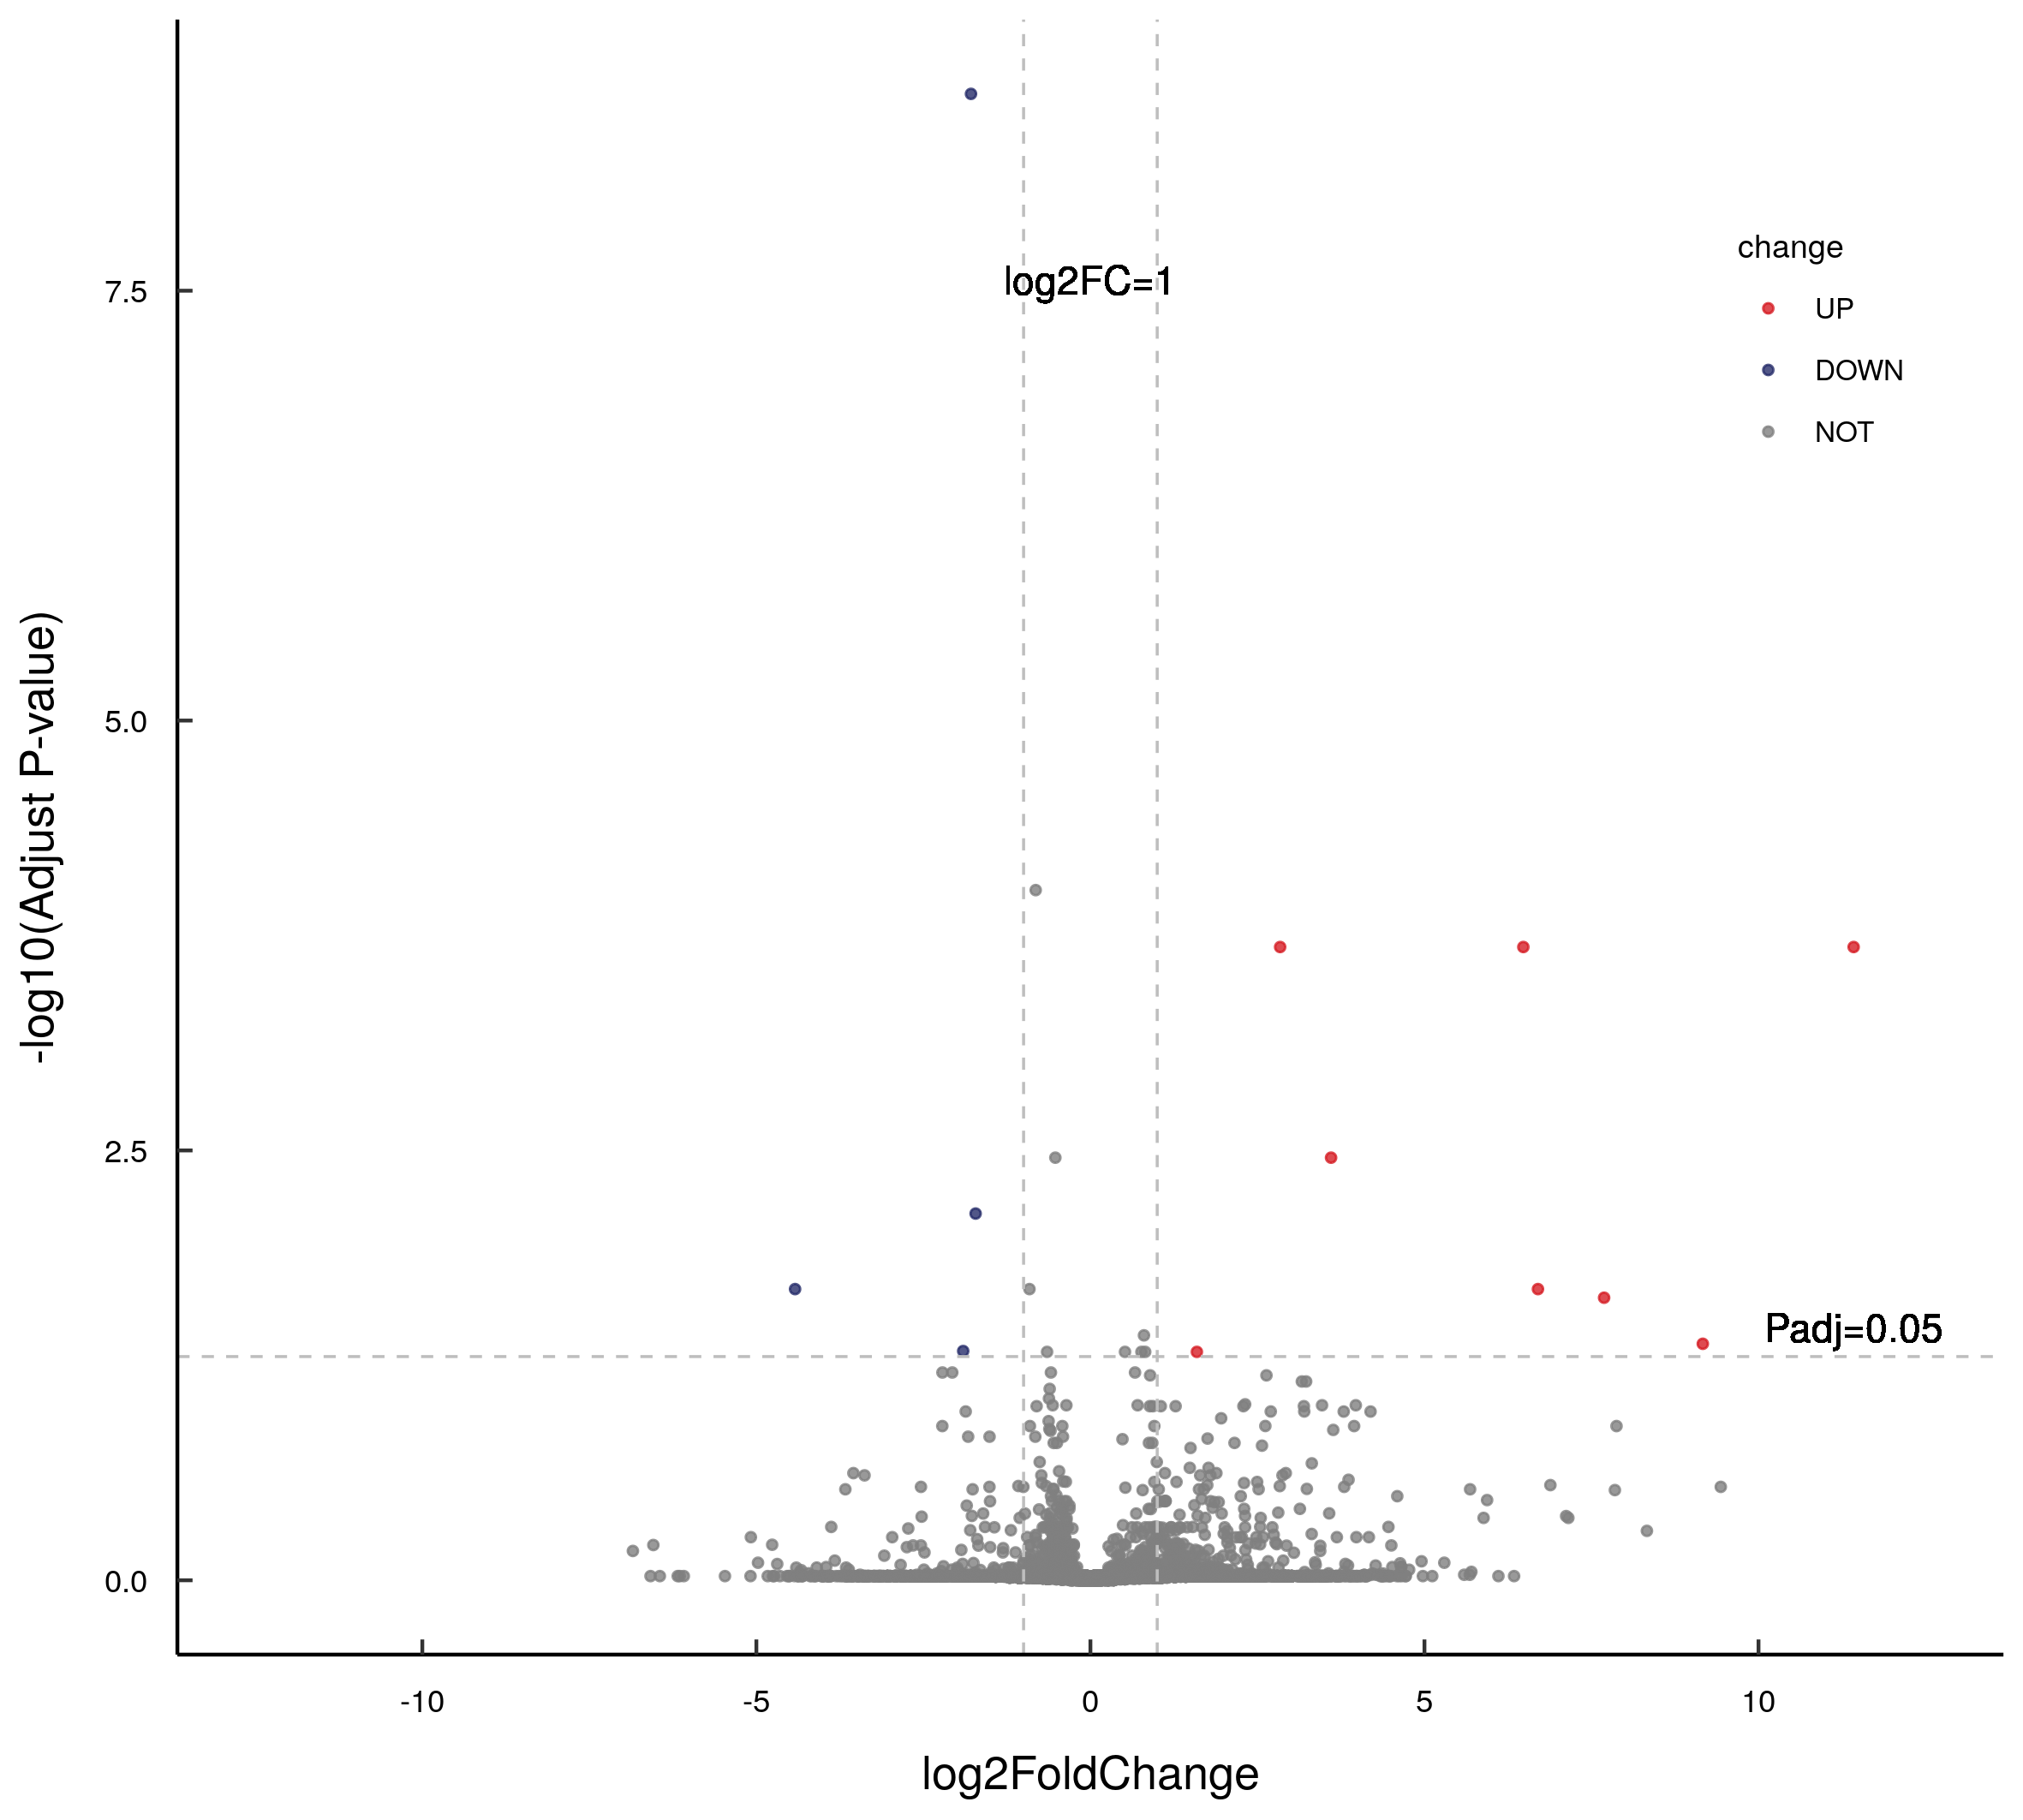 change
UP
DOWN
NOT
log2FC=1
Padj=0.05
-log10(Adjust P-value)
7.5
5.0
2.5
0.0
-10
-5
0
5
10
log2FoldChange